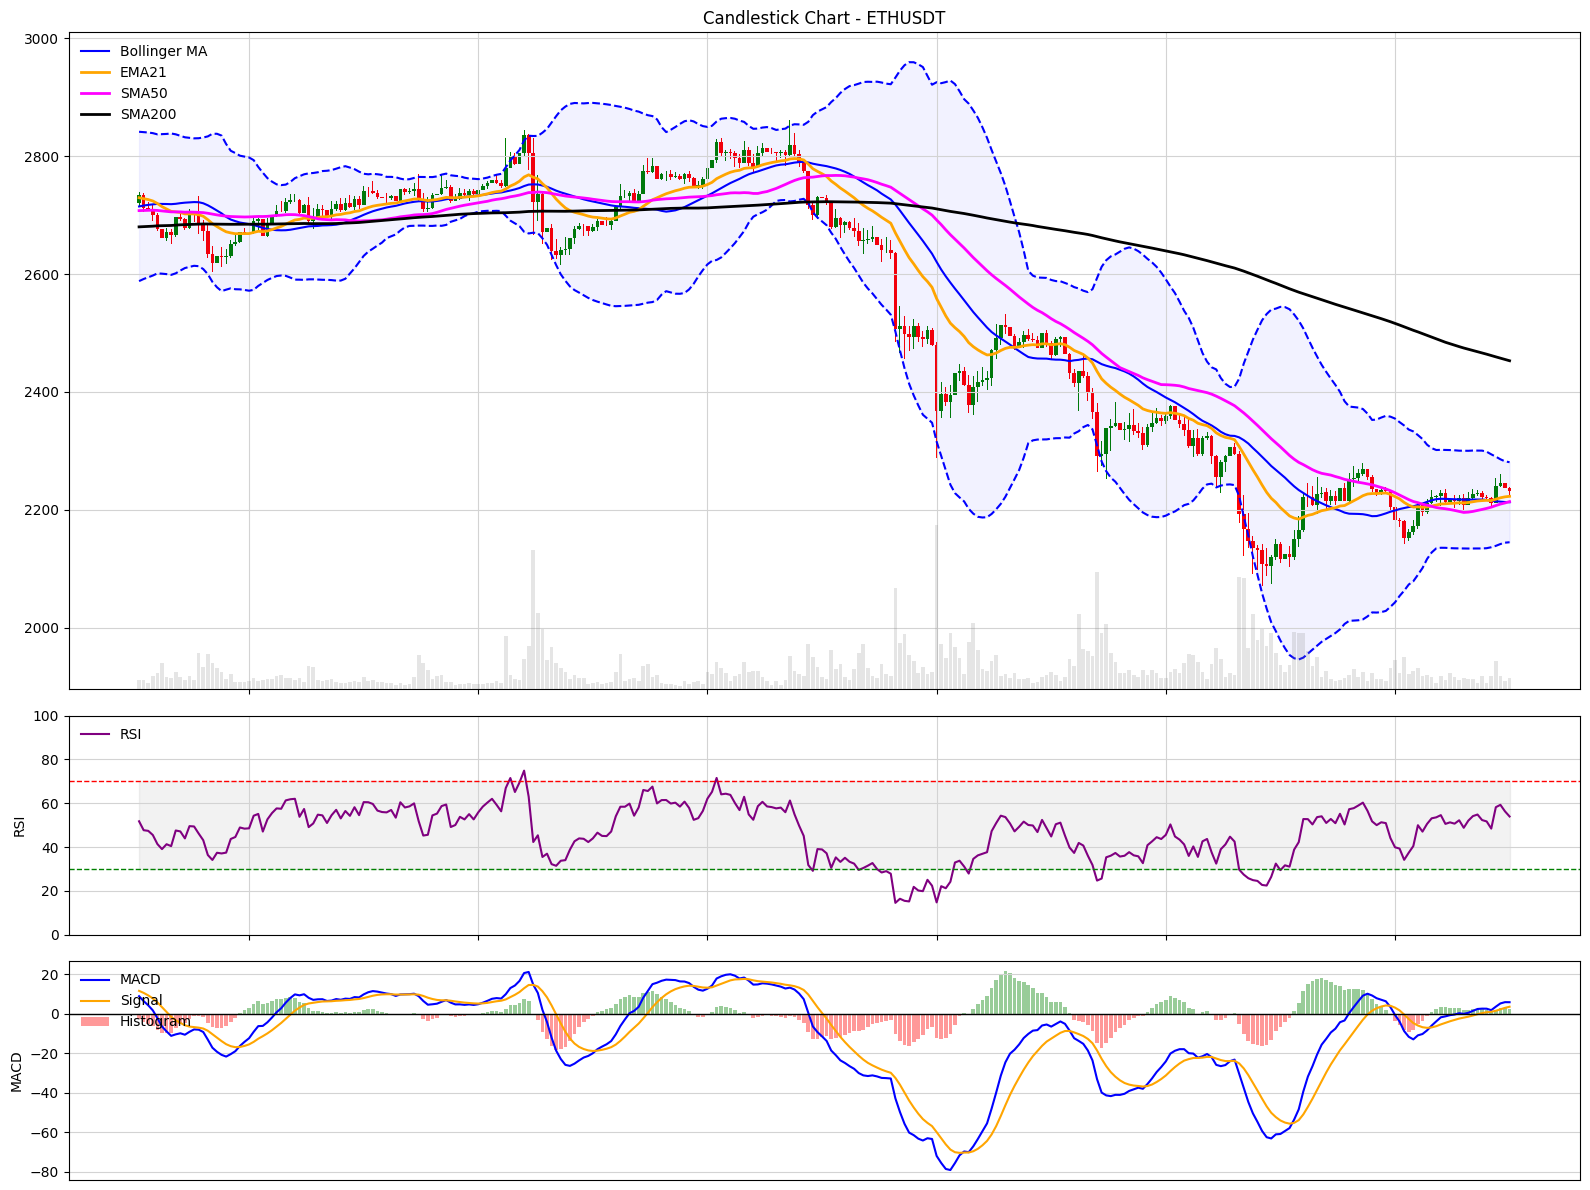 Candlestick Chart - ETHUSDT
3000
2800
2600
2400
2200
2000
Bollinger MA
EMA21
SMA50
SMA200
100
80
60
40
20
0
RSI
RSI
20
0
−20
−40
−60
−80
MACD
MACD
Signal
Histogram